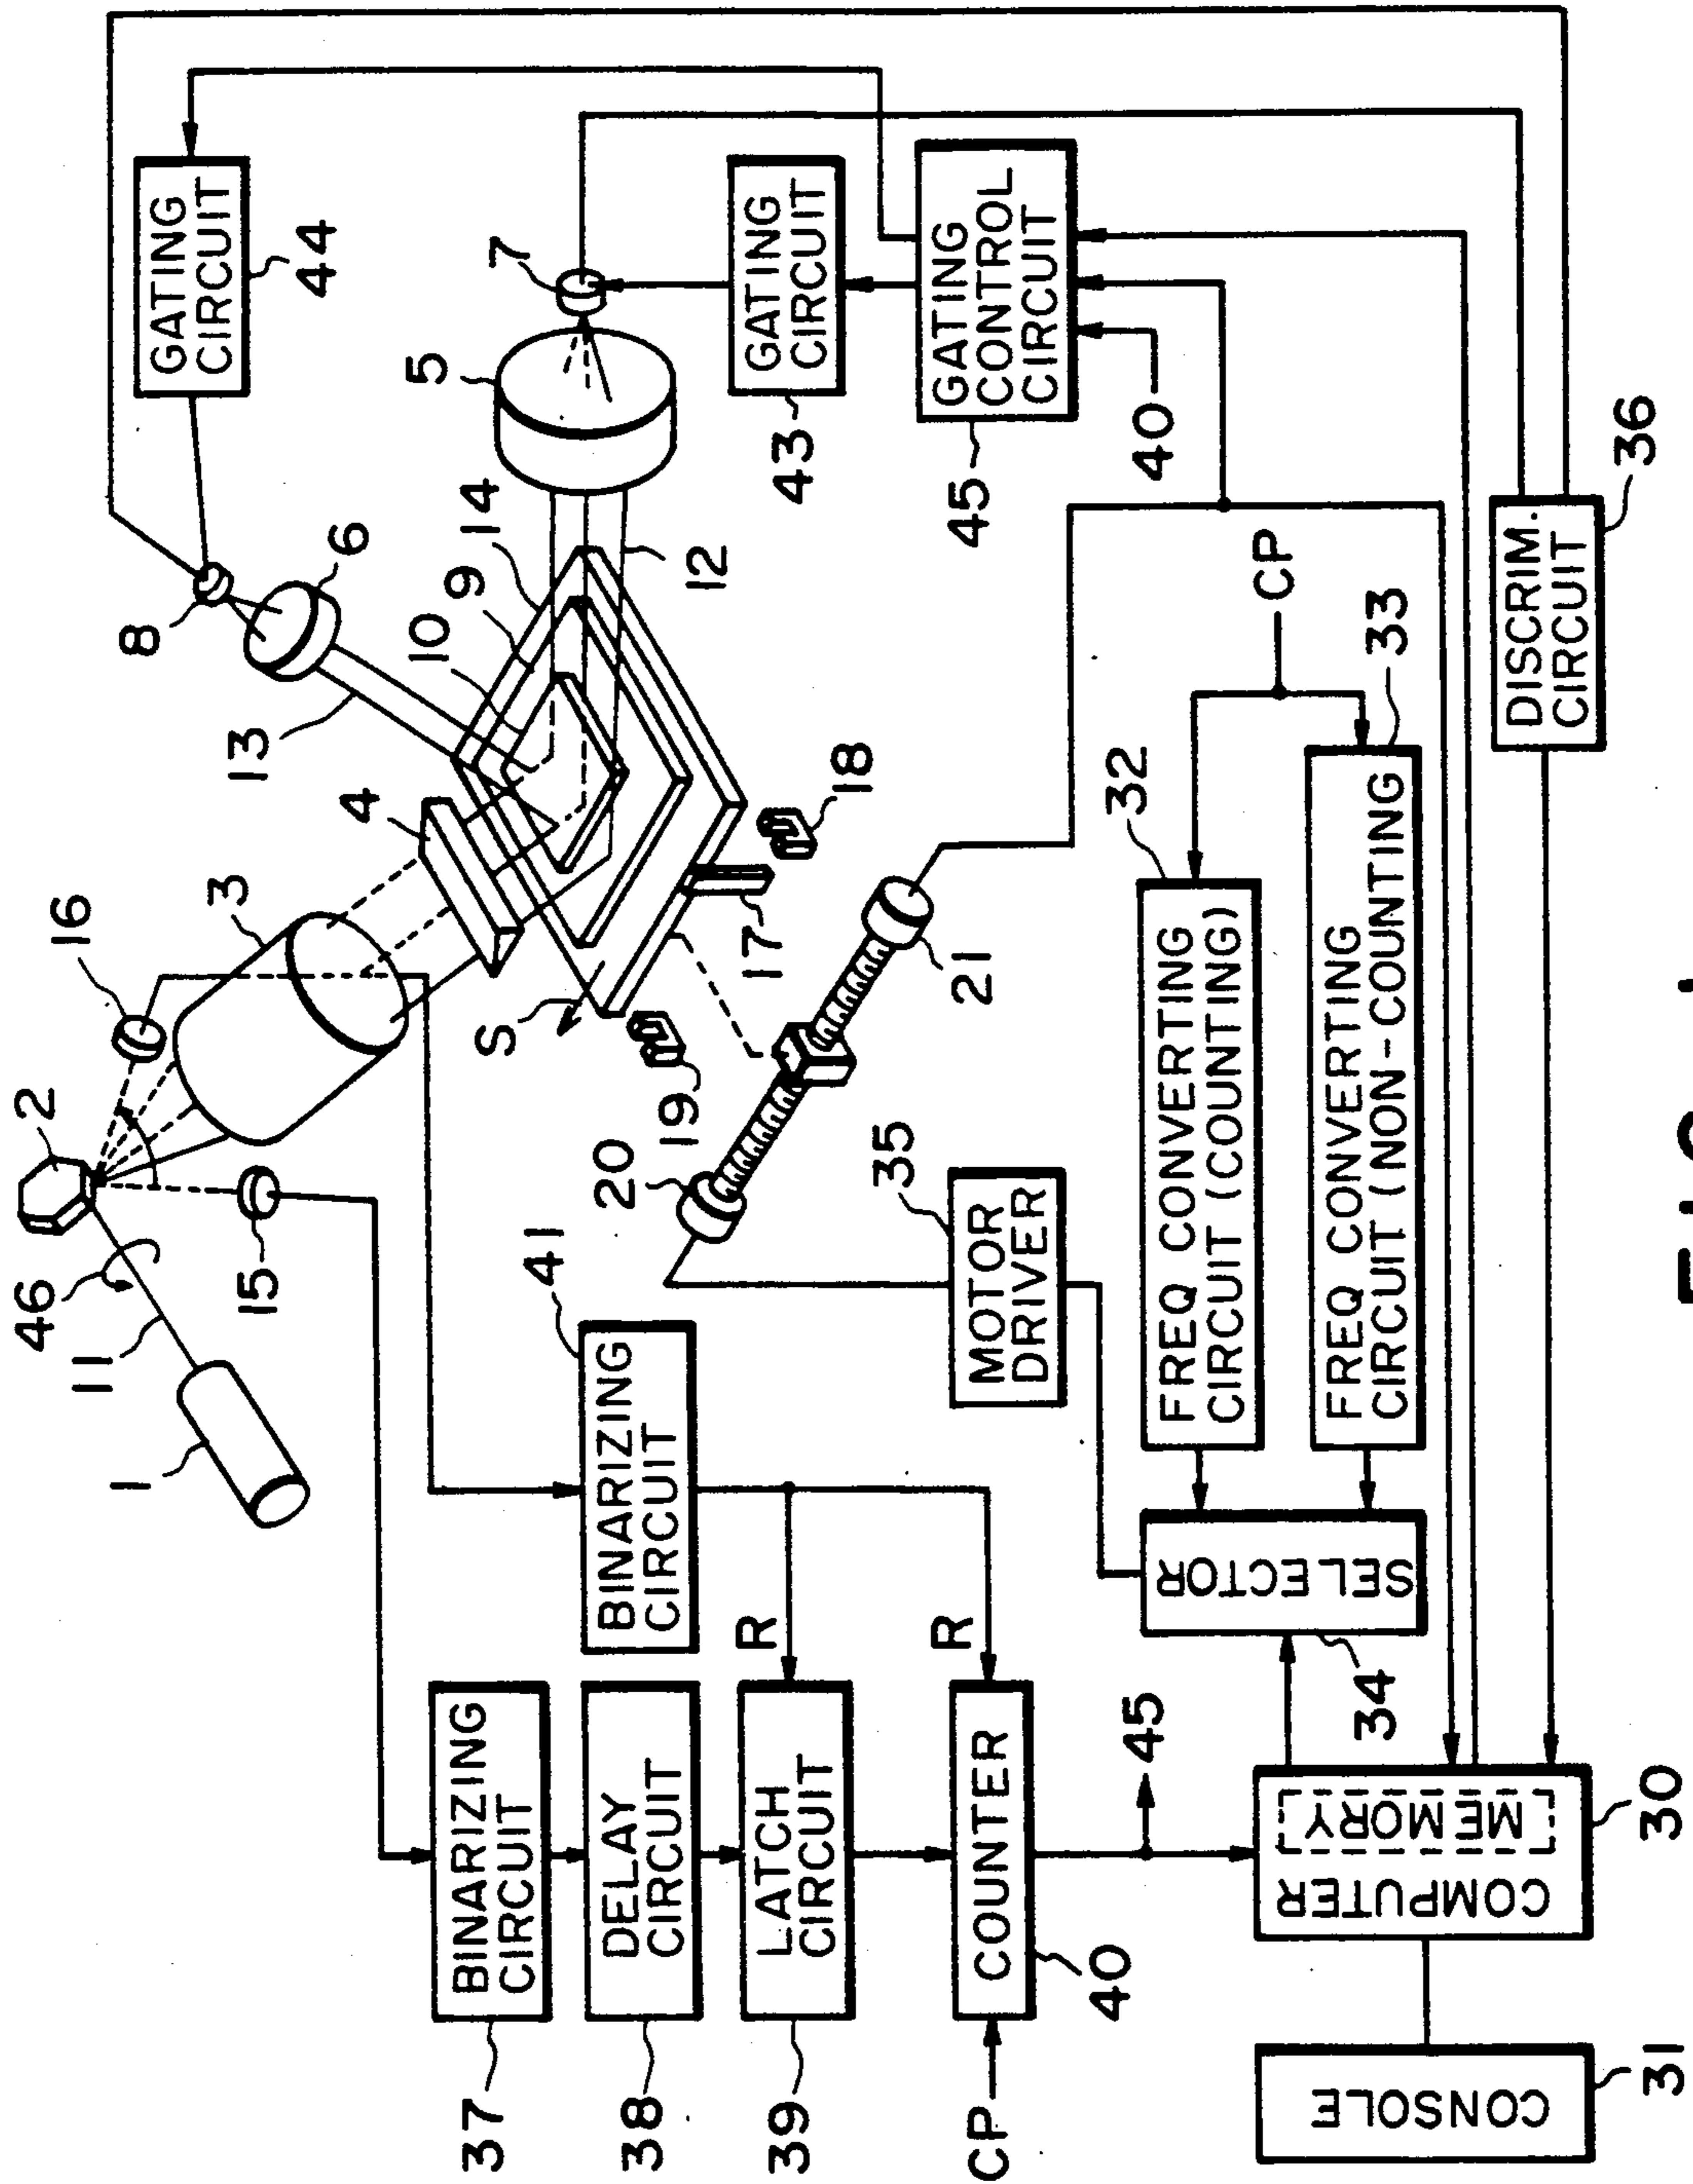 46
2
11
1
15
16
3
4
13
8
6
10
9
14
12
5
7
GATING
CIRCUIT
44
GATING
CIRCUIT
43
GATING
CONTROL
CIRCUIT
45
40
S
19
17
18
20
21
37
BINARIZING
CIRCUIT
38
DELAY
CIRCUIT
39
LATCH
CIRCUIT
41
BINARIZING
CIRCUIT
R
R
CP
COUNTER
40
45
35
MOTOR
DRIVER
32
FREQ CONVERTING
CIRCUIT (COUNTING)
33
FREQ CONVERTING
CIRCUIT (NON-COUNTING)
CP
SELECTOR
34
DISCRIM.
CIRCUIT
36
COMPUTER
MEMORY
30
CONSOLE
31